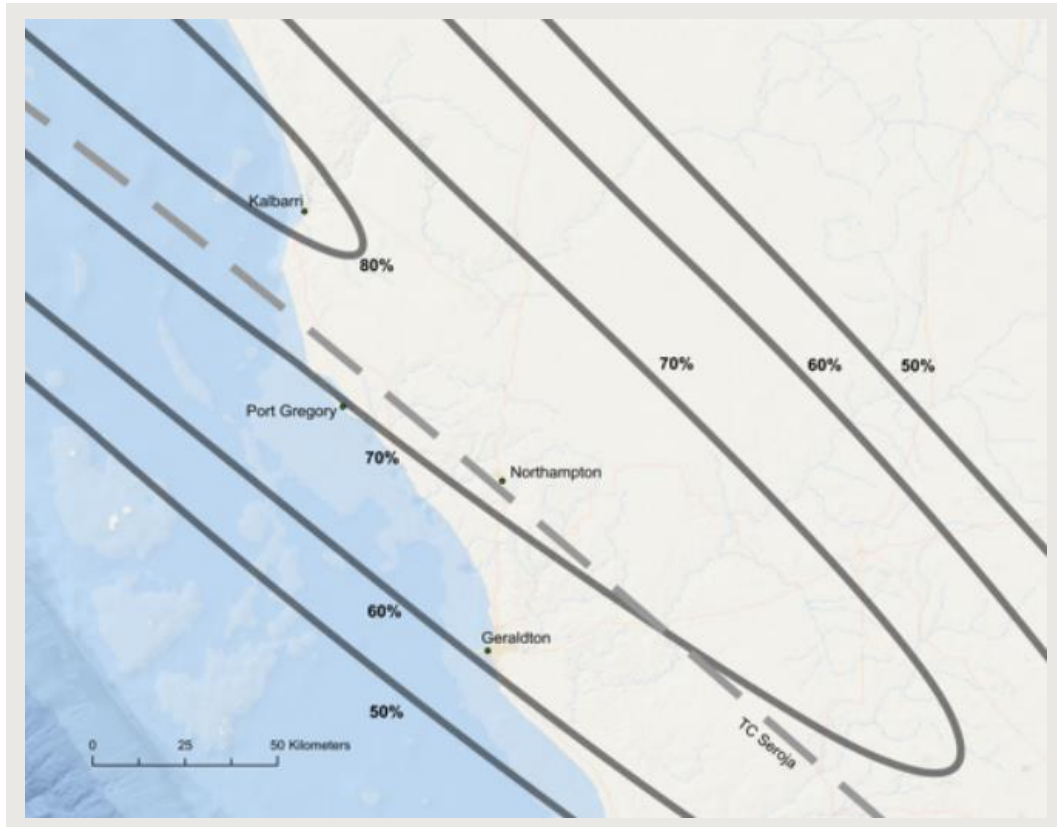 Kalbarri
80%
70%
60%
50%
Port Gregory
70%
Northampton
60%
Geraldton
50%
TC Seroja
0 25 50 Kilometers